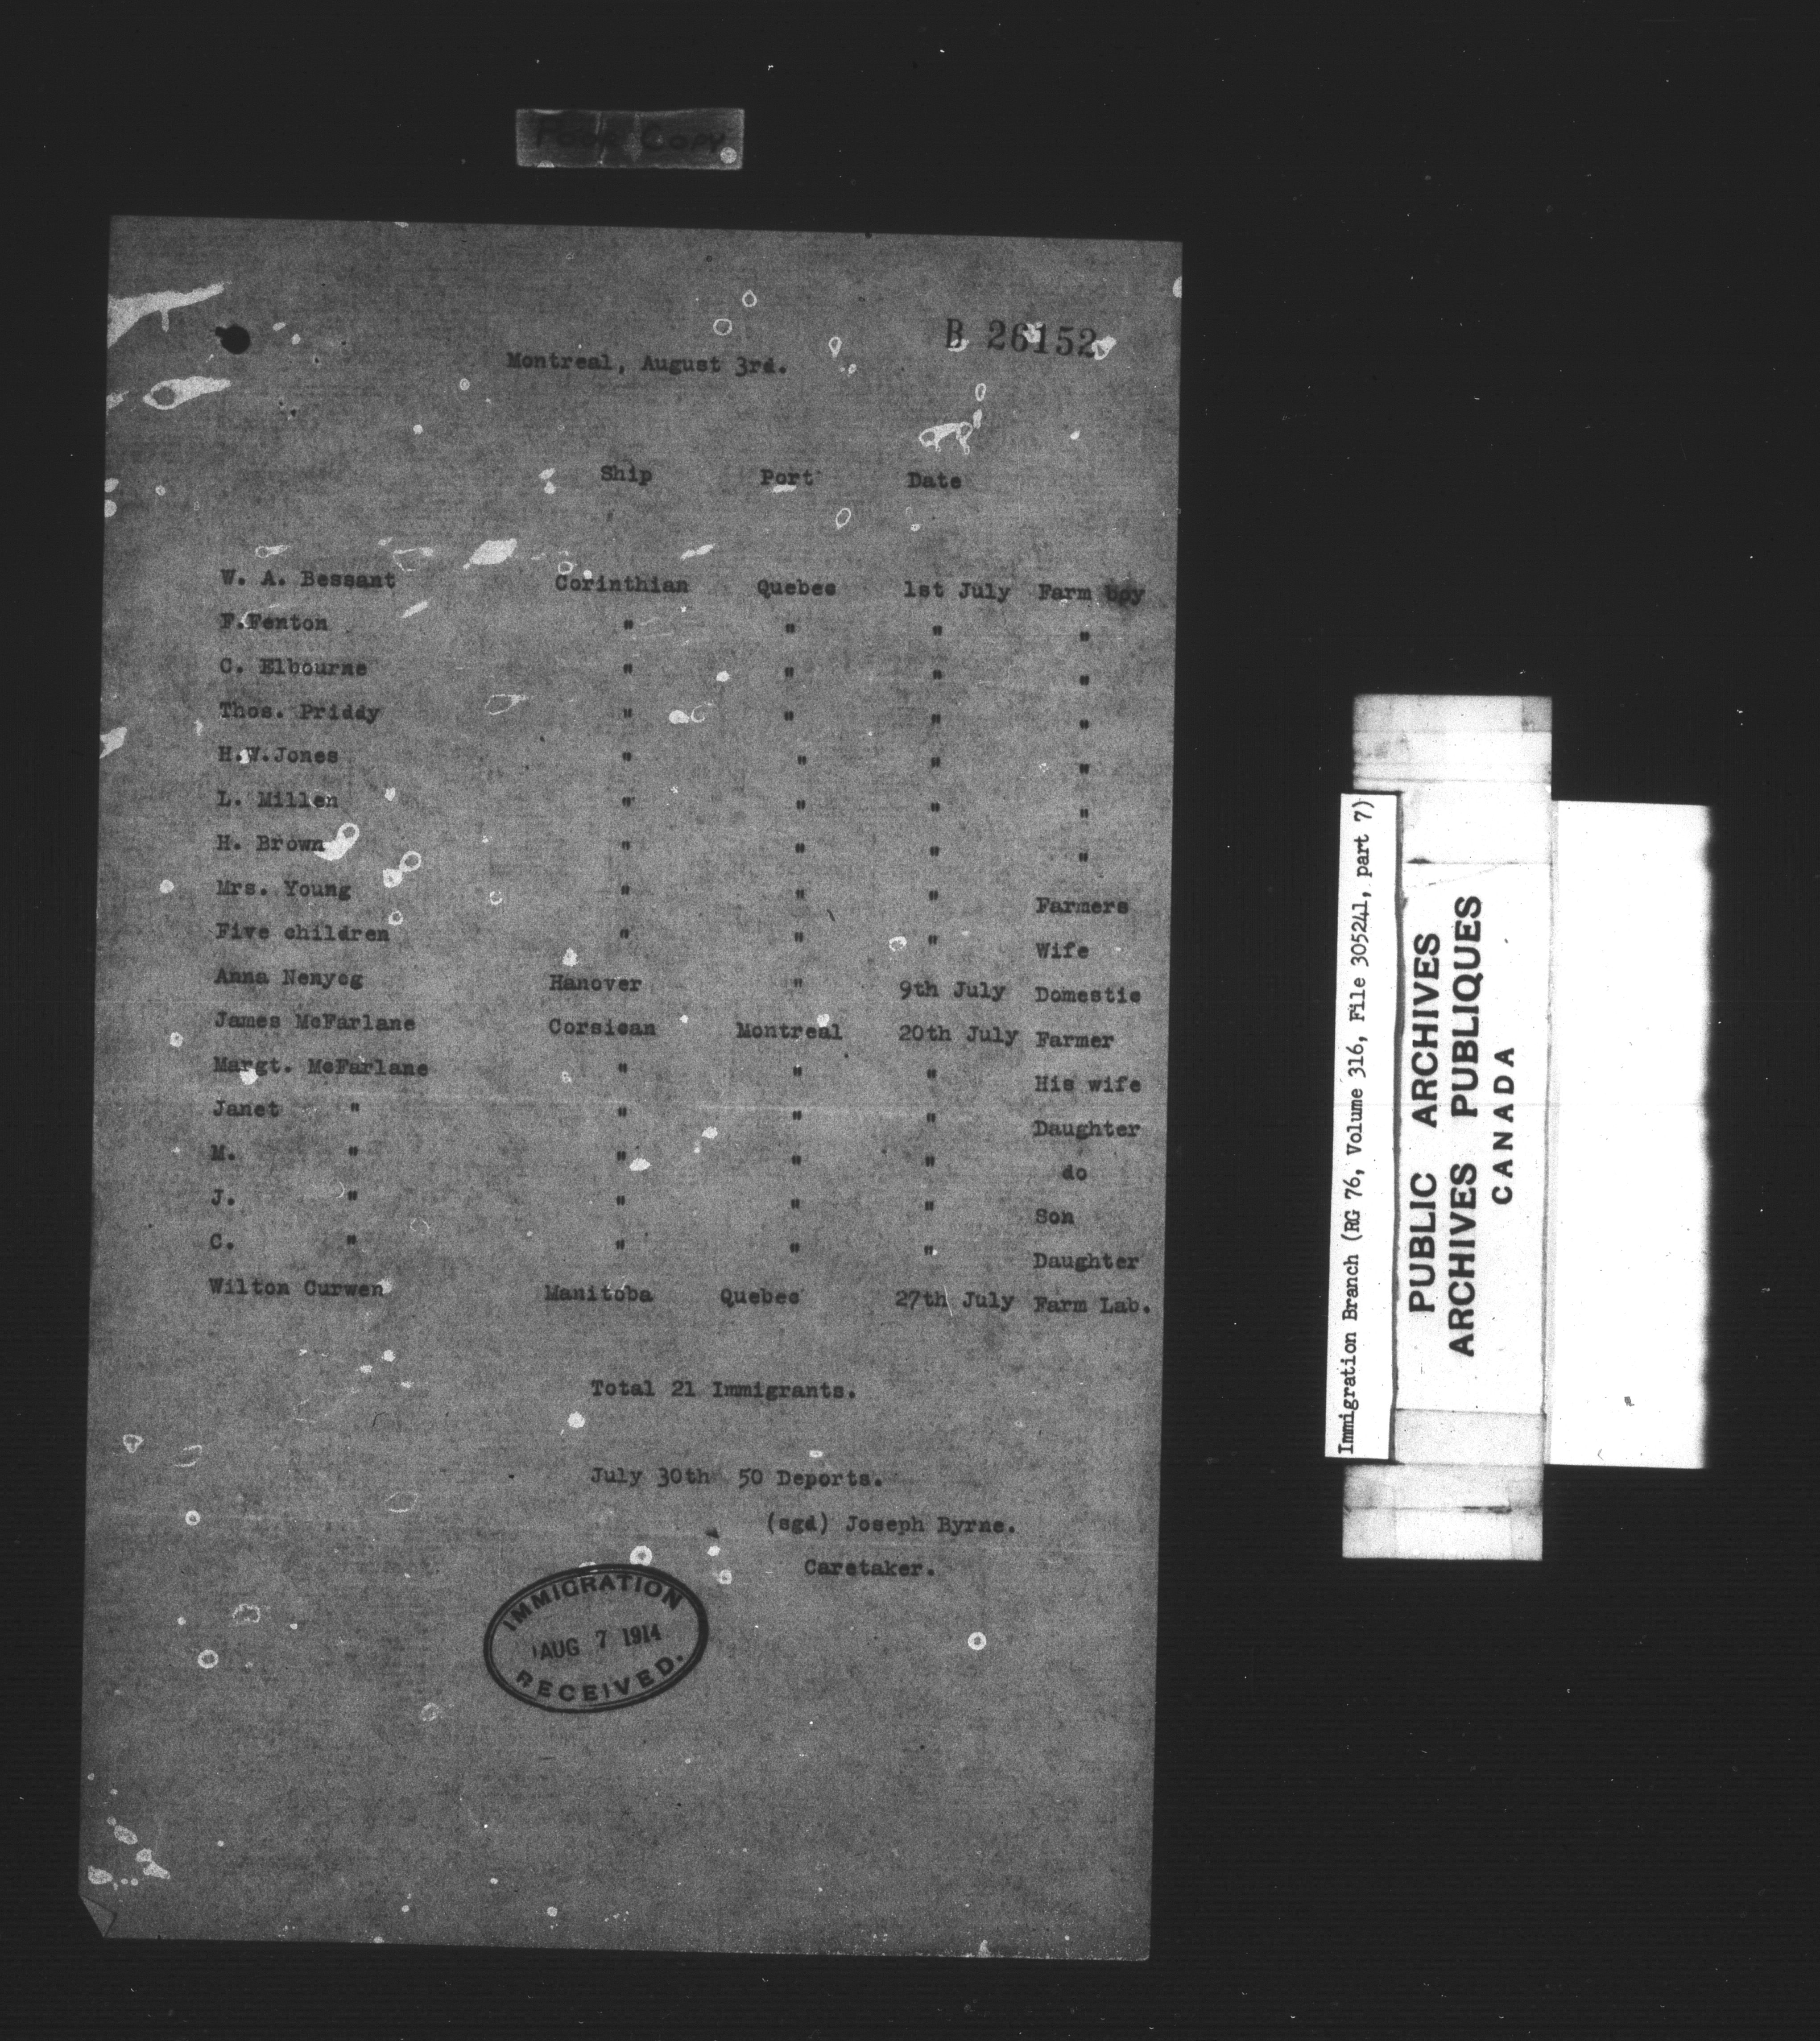 Poor Copy
B 26152
Montreal, August 3rd.
Ship Port Date
W. A. Bessant Corinthian Quebec 1st July Farm boy
F.Fenton " " " "
C. Elbourne " " " "
Thos. Priddy " " " "
H.W.Jones " " " "
L. Millen " " " "
H. Brown " " " "
Mrs. Young " " " Farmers
Five children " " " Wife
Anna Nenyog Hanover " 9th July Domestic
James McFarlane Corsican Montreal 20th July Farmer
Margt. McFarlane " " " His wife
Janet " " " " Daughter
M. " " " " do
J. " " " " Son
C. " " " " Daughter
Wilton Curwen Manitoba Quebec 27th July Farm Lab.
Total 21 Immigrants.
July 30th 50 Deports.
(sgd) Joseph Byrne.
Caretaker.
IMMIGRATION
AUG 7 1914
RECEIVED.
Immigration Branch (RG 76, Volume 316, File 305241, part 7)
PUBLIC ARCHIVES
ARCHIVES PUBLIQUES
CANADA